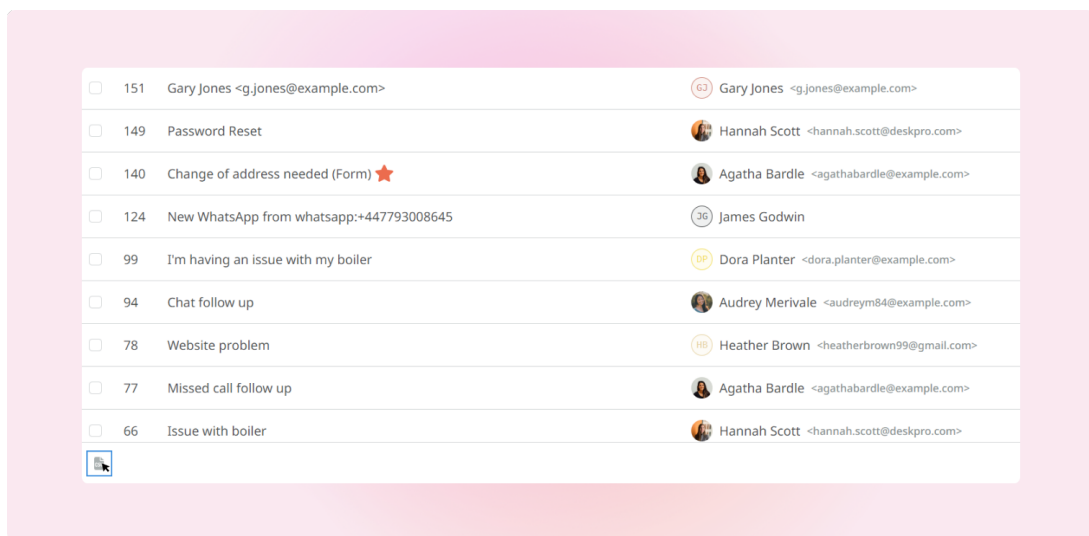 151 Gary Jones <g.jones@example.com> GJ Gary Jones <g.jones@example.com>
149 Password Reset Hannah Scott <hannah.scott@deskpro.com>
140 Change of address needed (Form) Agatha Bardle <agathabardle@example.com>
124 New WhatsApp from whatsapp:+447793008645 JG James Godwin
99 I'm having an issue with my boiler DP Dora Planter <dora.planter@example.com>
94 Chat follow up Audrey Merivale <audreym84@example.com>
78 Website problem HB Heather Brown <heatherbrown99@gmail.com>
77 Missed call follow up Agatha Bardle <agathabardle@example.com>
66 Issue with boiler Hannah Scott <hannah.scott@deskpro.com>